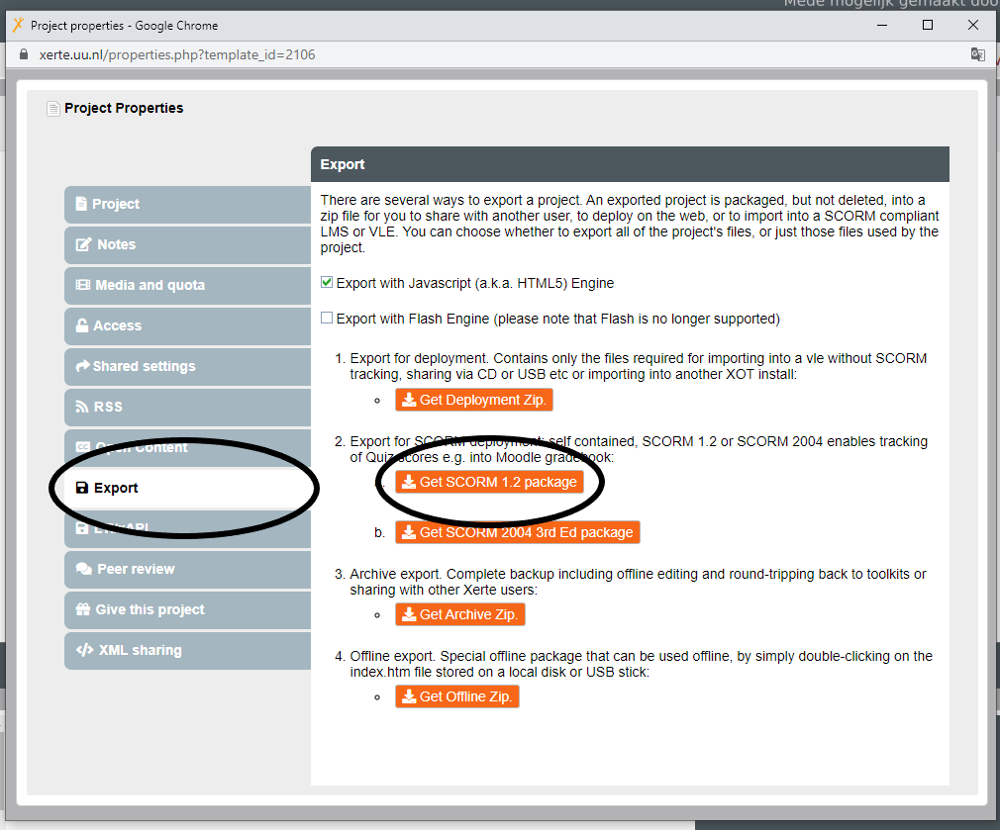 Mede mogelijk gemaakt doo
Project properties - Google Chrome
xerte.uu.nl/properties.php?template_id=2106
Project Properties
Export
There are several ways to export a project. An exported project is packaged, but not deleted, into a
zip file for you to share with another user, to deploy on the web, or to import into a SCORM compliant
LMS or VLE. You can choose whether to export all of the project's files, or just those files used by the
project.
Export with Javascript (a.k.a. HTML5) Engine
Export with Flash Engine (please note that Flash is no longer supported)
1. Export for deployment. Contains only the files required for importing into a vle without SCORM
tracking, sharing via CD or USB etc or importing into another XOT install:
Get Deployment Zip.
2. Export for SCORM deployment: self contained, SCORM 1.2 or SCORM 2004 enables tracking
of Quiz scores e.g. into Moodle gradebook:
Get SCORM 1.2 package
b. Get SCORM 2004 3rd Ed package
3. Archive export. Complete backup including offline editing and round-tripping back to toolkits or
sharing with other Xerte users:
Get Archive Zip.
4. Offline export. Special offline package that can be used offline, by simply double-clicking on the
index.htm file stored on a local disk or USB stick:
Get Offline Zip.
Project
Notes
Media and quota
Access
Shared settings
RSS
Open Content
Export
Peer review
Give this project
XML sharing